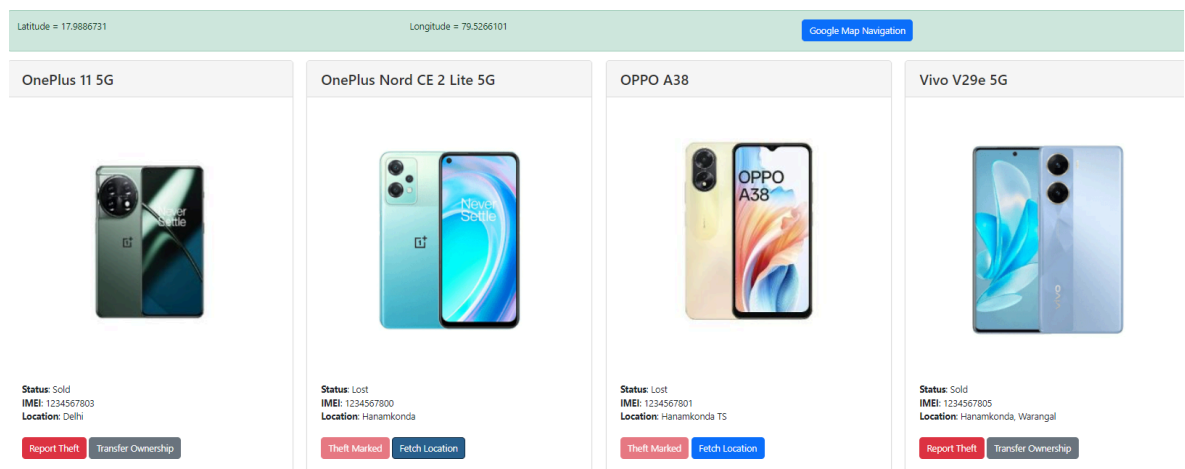 Latitude = 17.9886731
Longitude = 79.5266101
Google Map Navigation
OnePlus 11 5G
Never
Settle
Status: Sold
IMEI: 1234567803
Location: Delhi
Report Theft
Transfer Ownership
OnePlus Nord CE 2 Lite 5G
Never
Settle
Status: Lost
IMEI: 1234567800
Location: Hanamkonda
Theft Marked
Fetch Location
OPPO A38
OPPO
A38
Status: Lost
IMEI: 1234567801
Location: Hanamkonda TS
Theft Marked
Fetch Location
Vivo V29e 5G
vivo
Status: Sold
IMEI: 1234567805
Location: Hanamkonda, Warangal
Report Theft
Transfer Ownership